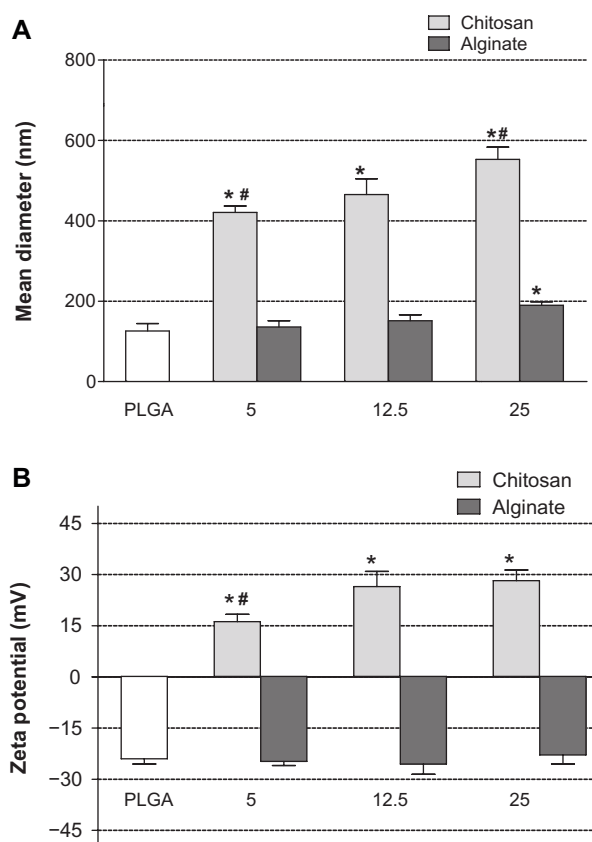 A
Chitosan
Alginate
Mean diameter (nm)
800
600
400
200
0
* #
*
*#
*
PLGA 5 12.5 25
B
Chitosan
Alginate
Zeta potential (mV)
45
30
15
0
−15
−30
−45
*#
*
*
PLGA 5 12.5 25